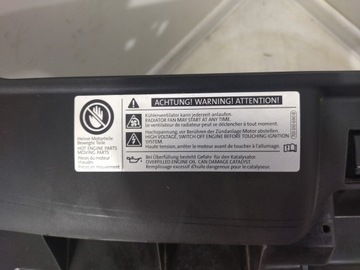 ACHTUNG! WARNING! ATTENTION!
Kühlerventilator kann jederzeit anlaufen.
RADIATOR FAN MAY START AT ANY TIME.
Le ventilateur de radiateur peut se déclencher à tout moment.
Hochspannung, vor Berühren der Zündanlage Motor abstellen.
HIGH VOLTAGE, SWITCH OFF ENGINE BEFORE TOUCHING IGNITION
SYSTEM.
Haute tension, arrêter le moteur avant de toucher à l'allumage.
Bei Überfüllung besteht Gefahr für den Katalysator.
OVERFILLED ENGINE OIL CAN DAMAGE CATALYST.
Remplissage excessif d'huile dangereux pour le catalyseur.
Heisse Motorteile
Bewegte Teile
HOT ENGINE PARTS
MOVING PARTS
Pièces du moteur